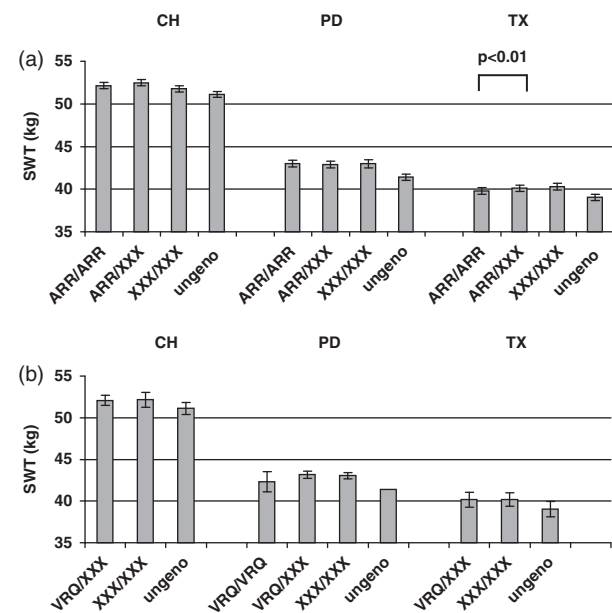 CH PD TX
(a)
p<0.01
SWT (kg)
55
50
45
40
35
ARR/ARR ARR/XXX XXX/XXX ungeno ARR/ARR ARR/XXX XXX/XXX ungeno ARR/ARR ARR/XXX XXX/XXX ungeno
CH PD TX
(b)
SWT (kg)
55
50
45
40
35
VRQ/XXX XXX/XXX ungeno VRQ/VRQ VRQ/XXX XXX/XXX ungeno VRQ/XXX XXX/XXX ungeno